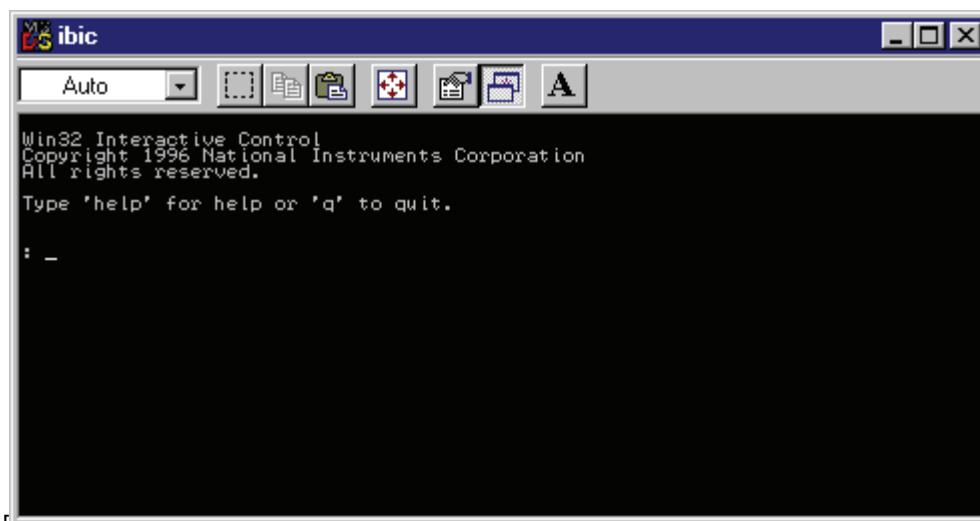 ibic
Auto
A
Win32 Interactive Control
Copyright 1996 National Instruments Corporation
All rights reserved.
Type 'help' for help or 'q' to quit.
: _